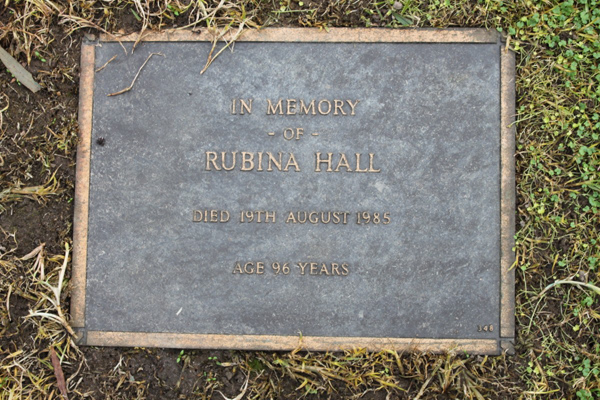 IN MEMORY
- OF -
RUBINA HALL
DIED 19TH AUGUST 1985
AGE 96 YEARS